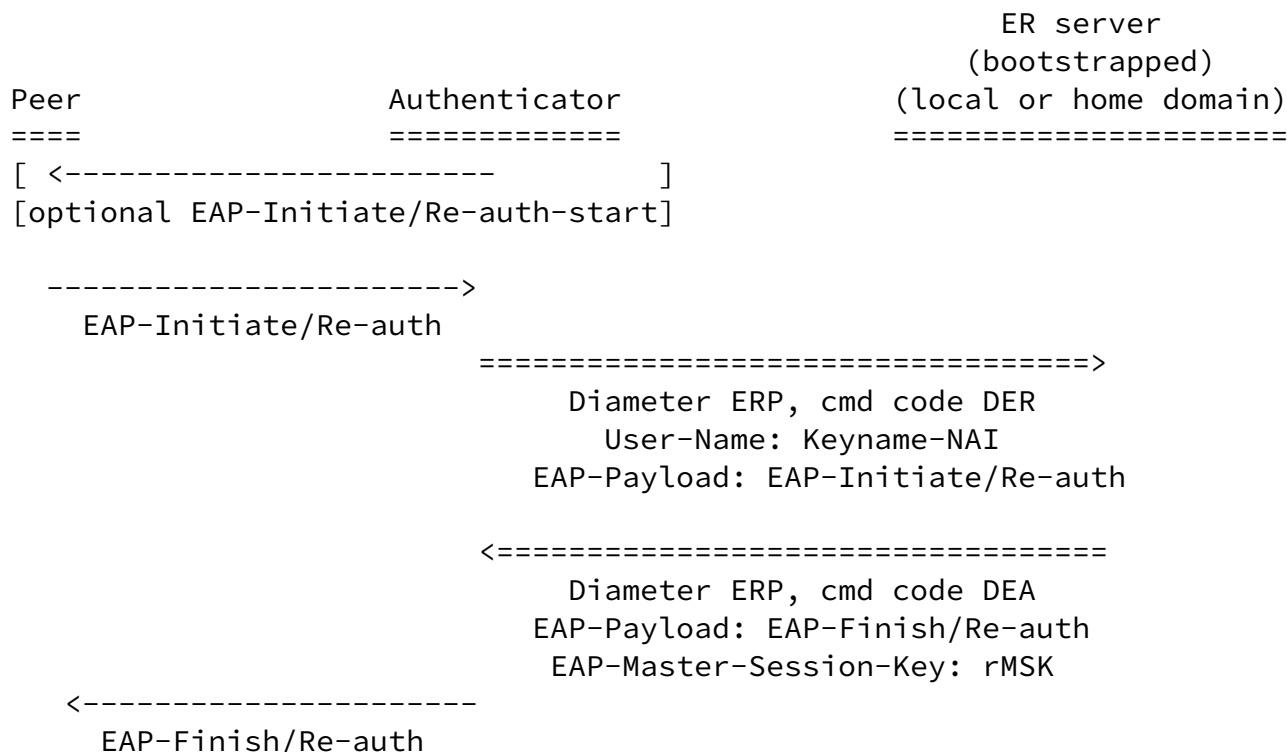 ER server
                                                     (bootstrapped)
Peer                 Authenticator               (local or home domain)
====                 =============               ======================
[ <------------------------         ]
[optional EAP-Initiate/Re-auth-start]

  ----------------------->
    EAP-Initiate/Re-auth
                          ==================================>
                               Diameter ERP, cmd code DER
                                 User-Name: Keyname-NAI
                             EAP-Payload: EAP-Initiate/Re-auth

                          <==================================
                               Diameter ERP, cmd code DEA
                             EAP-Payload: EAP-Finish/Re-auth
                              EAP-Master-Session-Key: rMSK
   <----------------------
     EAP-Finish/Re-auth